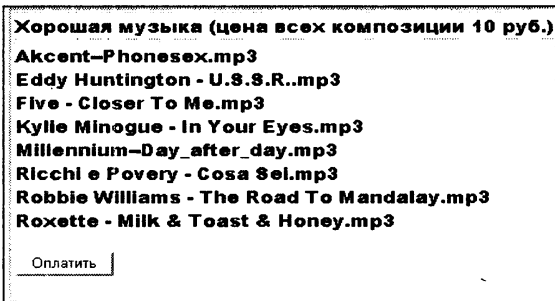 Хорошая музыка (цена всех композиции 10 руб.)
Akcent--Phonesex.mp3
Eddy Huntington - U.S.S.R..mp3
Five - Closer To Me.mp3
Kylie Minogue - In Your Eyes.mp3
Millennium--Day_after_day.mp3
Ricchi e Povery - Cosa Sei.mp3
Robbie Williams - The Road To Mandalay.mp3
Roxette - Milk & Toast & Honey.mp3
Оплатить